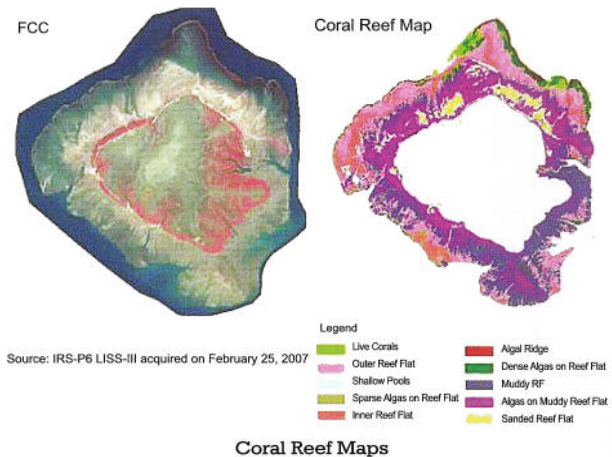 FCC
Coral Reef Map
Source: IRS-P6 LISS-III acquired on February 25, 2007
Legend
Live Corals
Outer Reef Flat
Shallow Pools
Sparse Algas on Reef Flat
Inner Reef Flat
Algal Ridge
Dense Algas on Reef Flat
Muddy RF
Algas on Muddy Reef Flat
Sanded Reef Flat
Coral Reef Maps